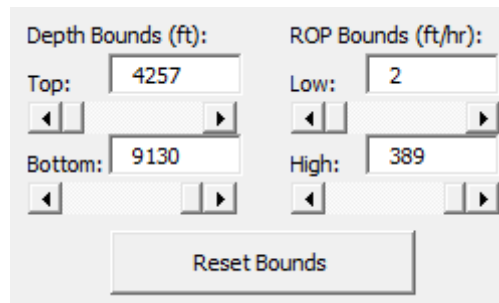 Depth Bounds (ft): ROP Bounds (ft/hr):
Top: 4257 Low: 2
Bottom: 9130 High: 389
Reset Bounds